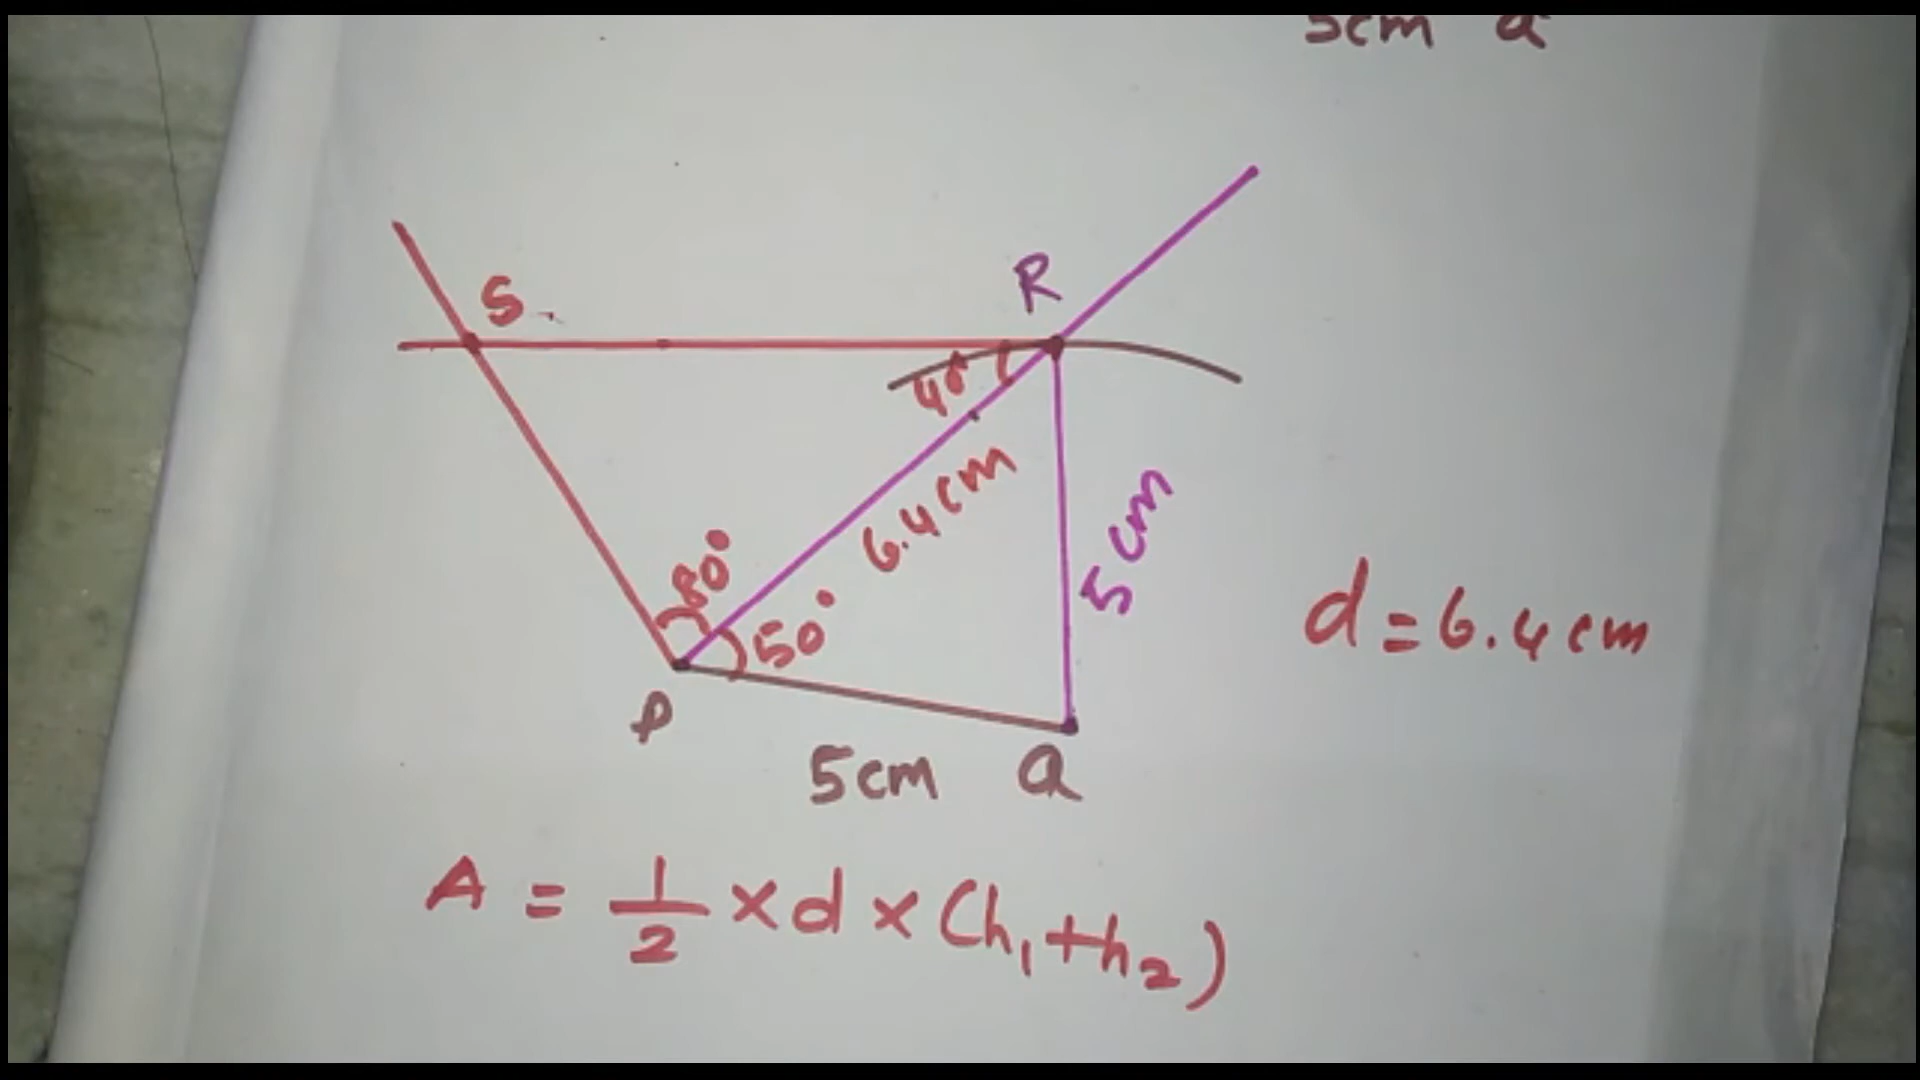 5cm Q
S
R
40°
6.4cm
80°
50°
5cm
d=6.4cm
P
5cm Q
A = 1/2 × d × (h₁+h₂)